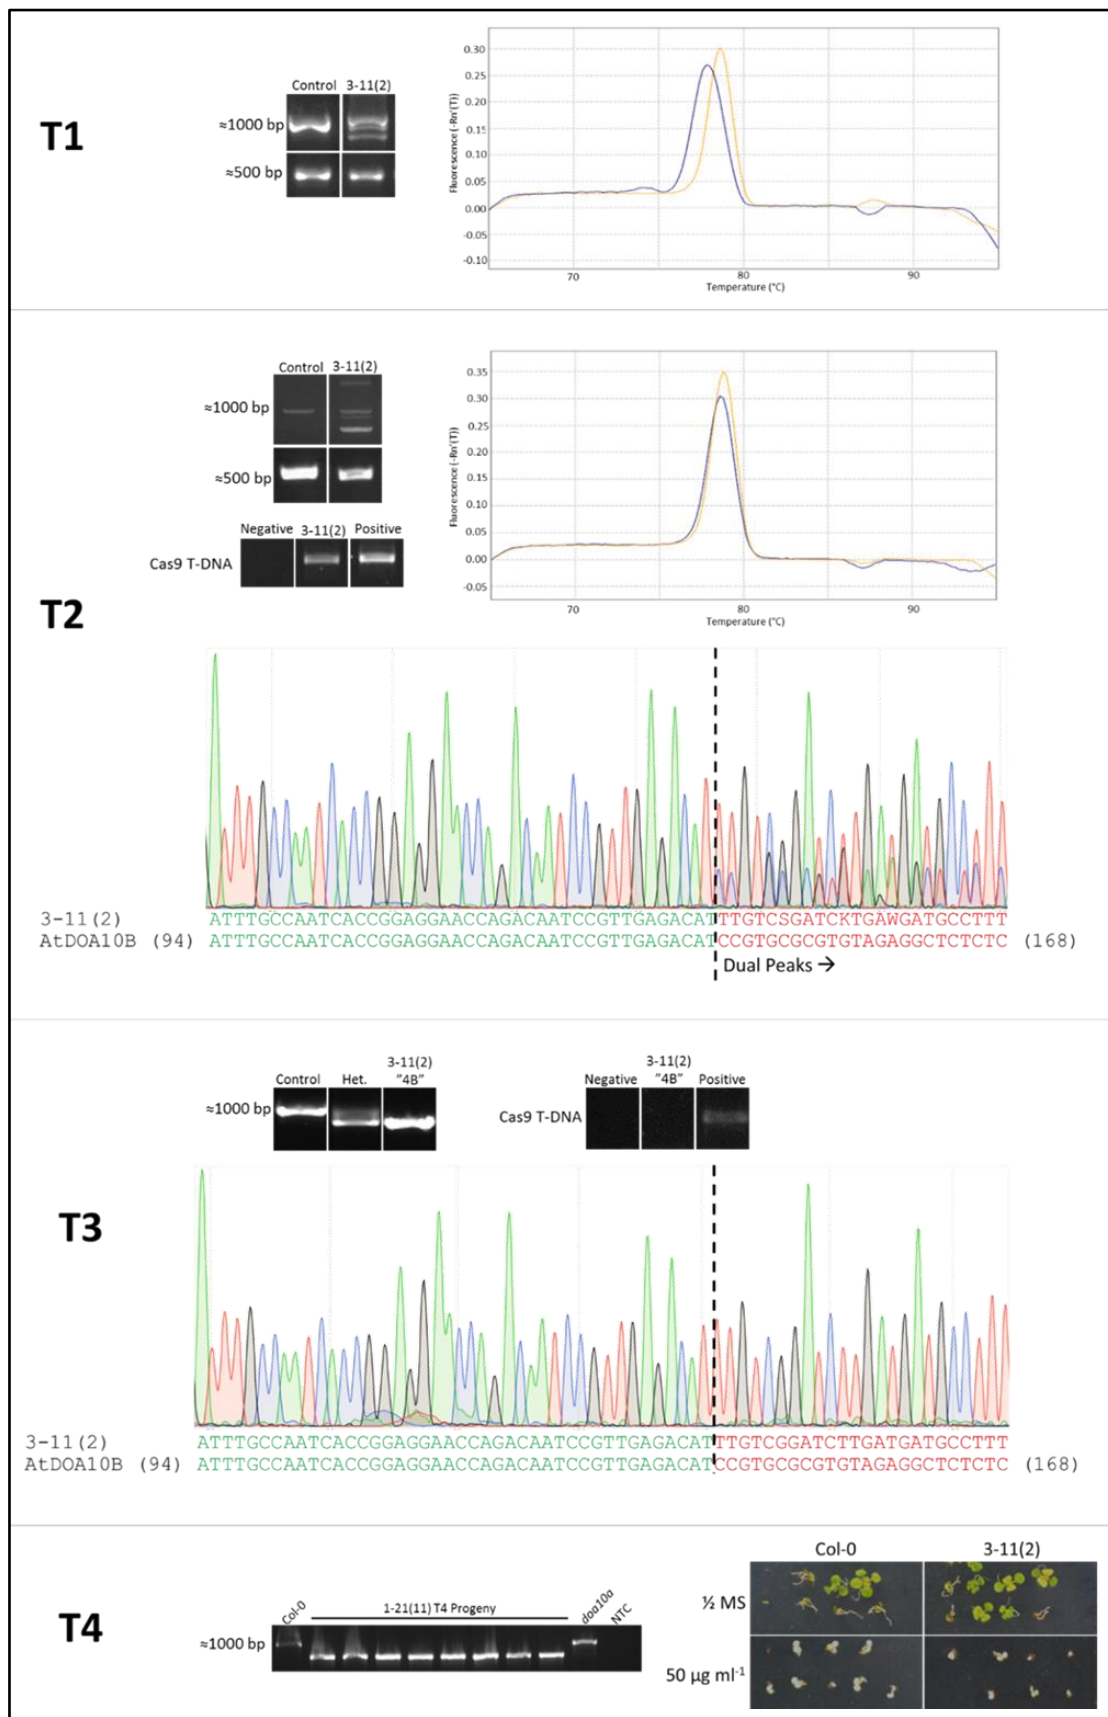 T1
Control 3-11(2)
≈1000 bp
≈500 bp
0.30
0.25
0.20
0.15
0.10
0.05
0.00
-0.05
-0.10
Fluorescence (-Rn'(T))
70 80 90
Temperature (°C)
T2
Control 3-11(2)
≈1000 bp
≈500 bp
Negative 3-11(2) Positive
Cas9 T-DNA
0.35
0.30
0.25
0.20
0.15
0.10
0.05
0.00
-0.05
Fluorescence (-Rn'(T))
70 80 90
Temperature (°C)
3-11(2) ATTTGCCAATCACCGGAGGAACCAGACAATCCGTTGAGACATTTGTCSGATCKTGAWGATGCCTTT
AtDOA10B (94) ATTTGCCAATCACCGGAGGAACCAGACAATCCGTTGAGACATCCGTGCGCGTGTAGAGGCTCTCTC (168)
Dual Peaks →
T3
Control Het. 3-11(2) "4B"
≈1000 bp
Negative 3-11(2) "4B" Positive
Cas9 T-DNA
3-11(2) ATTTGCCAATCACCGGAGGAACCAGACAATCCGTTGAGACATTTGTCGGATCTTGATGATGCCTTT
AtDOA10B (94) ATTTGCCAATCACCGGAGGAACCAGACAATCCGTTGAGACATCCGTGCGCGTGTAGAGGCTCTCTC (168)
T4
Col-0 1-21(11) T4 Progeny doa10a NTC
≈1000 bp
Col-0 3-11(2)
½ MS
50 µg ml⁻¹